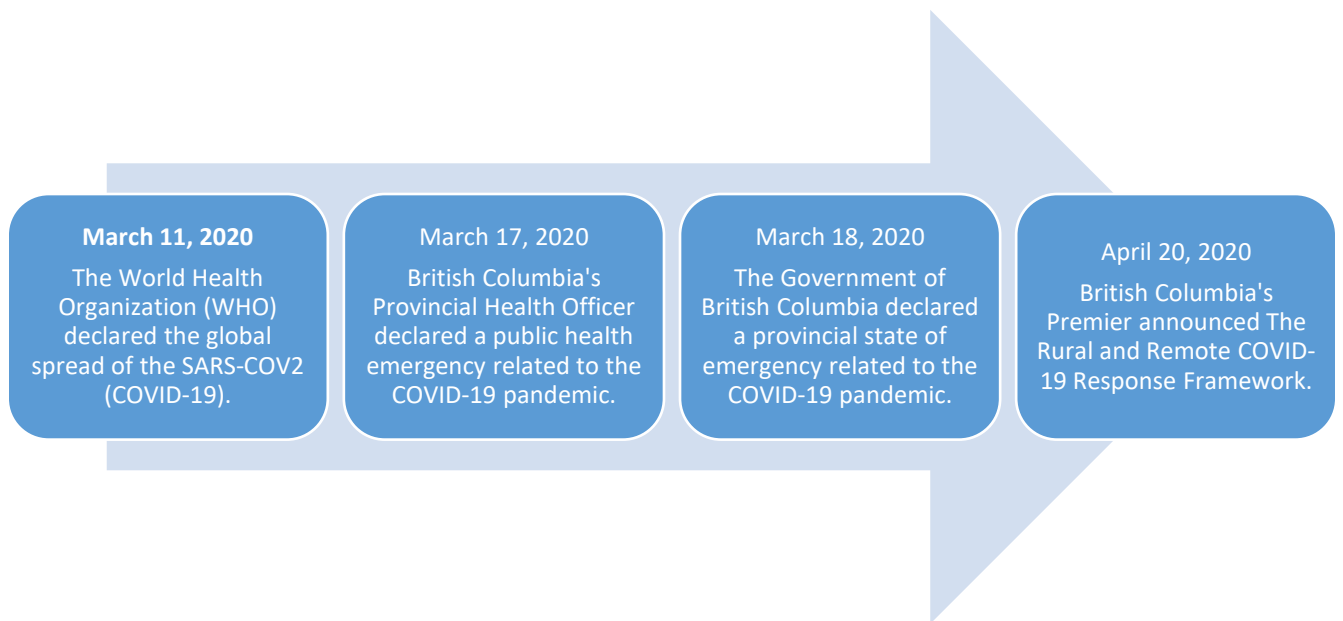 March 11, 2020
The World Health
Organization (WHO)
declared the global
spread of the SARS-COV2
(COVID-19).
March 17, 2020
British Columbia's
Provincial Health Officer
declared a public health
emergency related to the
COVID-19 pandemic.
March 18, 2020
The Government of
British Columbia declared
a provincial state of
emergency related to the
COVID-19 pandemic.
April 20, 2020
British Columbia's
Premier announced The
Rural and Remote COVID-
19 Response Framework.